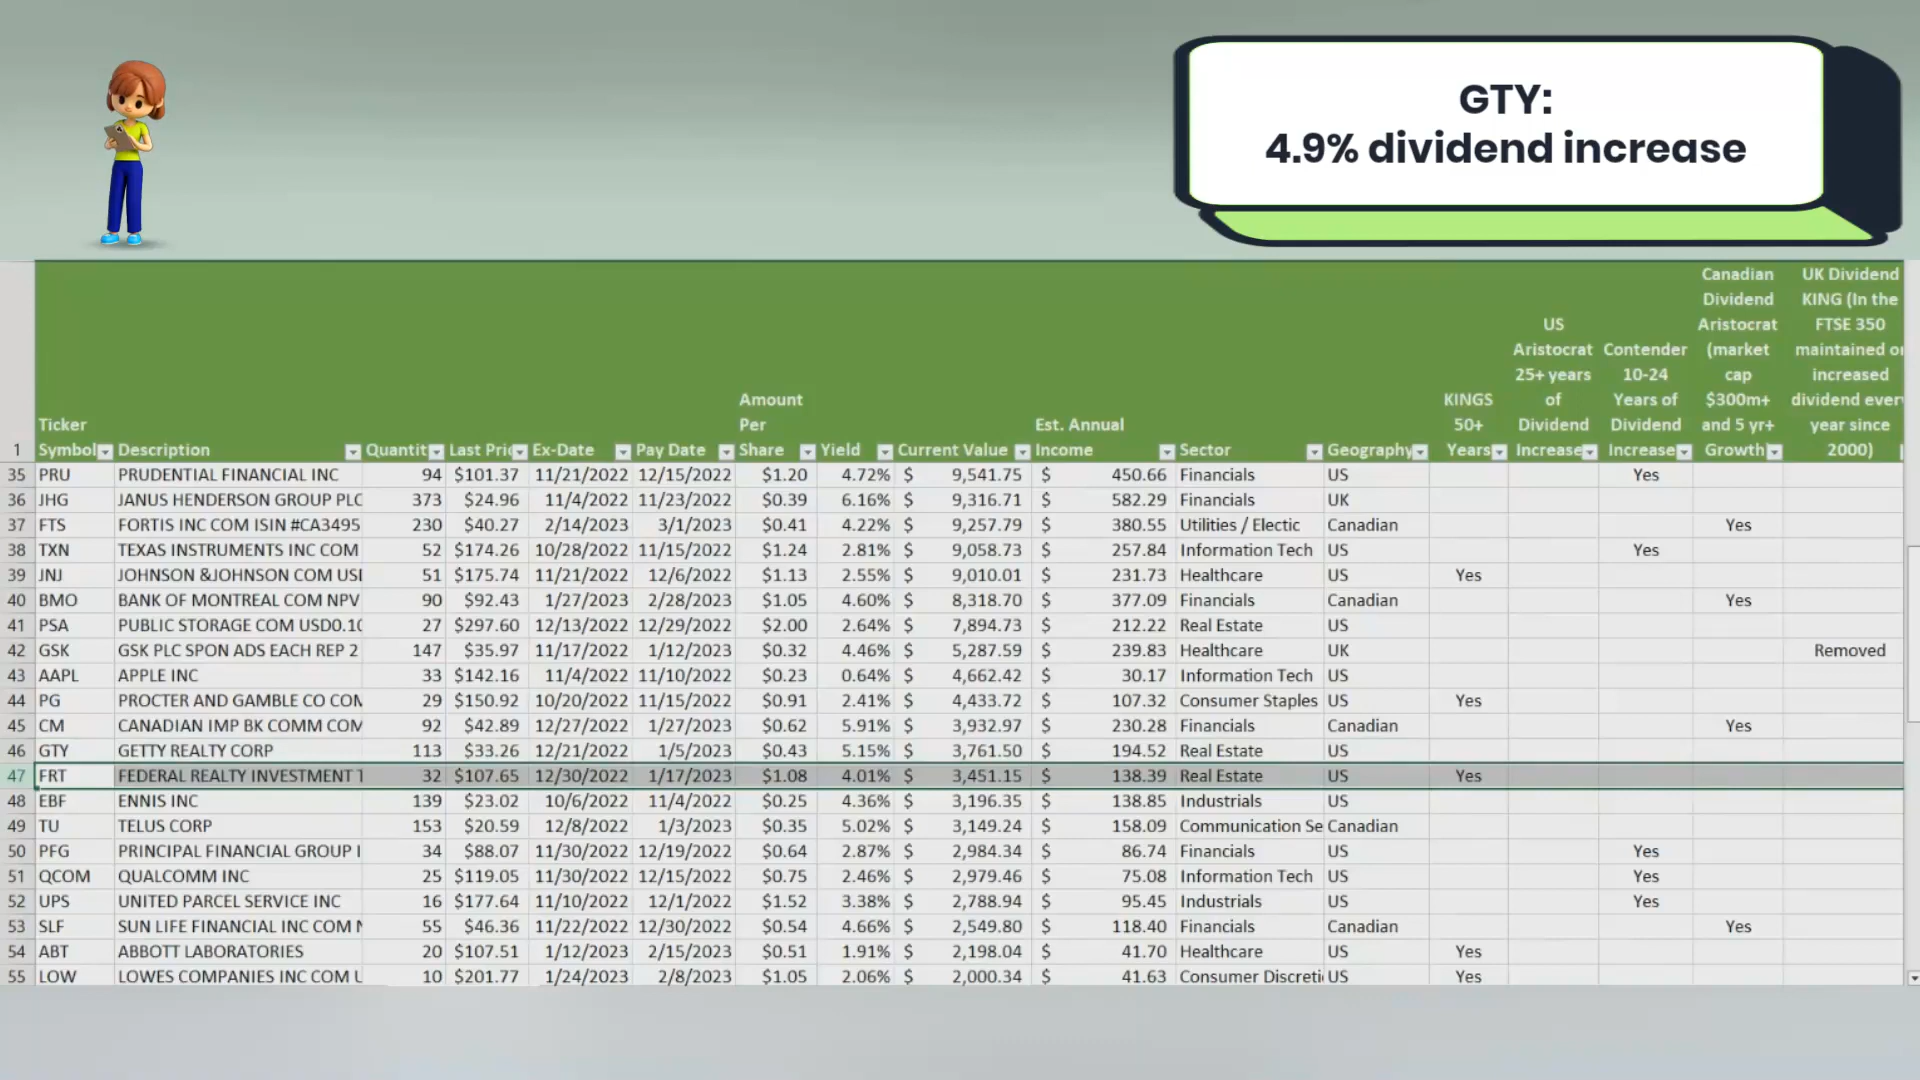 GTY:
4.9% dividend increase
Canadian Dividend Aristocrat (market cap $300m+ and 5 yr+ Growth
UK Dividend KING (In the FTSE 350 maintained or increased dividend every year since 2000)
US Aristocrat 25+ years of Dividend Increase
Contender 10-24 Years of Dividend Increase
KINGS 50+ Years
1 Ticker Symbol Description Quantit Last Pric Ex-Date Pay Date Amount Per Share Yield Current Value Est. Annual Income Sector Geography
35 PRU PRUDENTIAL FINANCIAL INC 94 $101.37 11/21/2022 12/15/2022 $1.20 4.72% $ 9,541.75 $ 450.66 Financials US Yes
36 JHG JANUS HENDERSON GROUP PLC 373 $24.96 11/4/2022 11/23/2022 $0.39 6.16% $ 9,316.71 $ 582.29 Financials UK
37 FTS FORTIS INC COM ISIN #CA3495 230 $40.27 2/14/2023 3/1/2023 $0.41 4.22% $ 9,257.79 $ 380.55 Utilities / Electic Canadian Yes
38 TXN TEXAS INSTRUMENTS INC COM 52 $174.26 10/28/2022 11/15/2022 $1.24 2.81% $ 9,058.73 $ 257.84 Information Tech US Yes
39 JNJ JOHNSON &JOHNSON COM USI 51 $175.74 11/21/2022 12/6/2022 $1.13 2.55% $ 9,010.01 $ 231.73 Healthcare US Yes
40 BMO BANK OF MONTREAL COM NPV 90 $92.43 1/27/2023 2/28/2023 $1.05 4.60% $ 8,318.70 $ 377.09 Financials Canadian Yes
41 PSA PUBLIC STORAGE COM USD0.10 27 $297.60 12/13/2022 12/29/2022 $2.00 2.64% $ 7,894.73 $ 212.22 Real Estate US
42 GSK GSK PLC SPON ADS EACH REP 2 147 $35.97 11/17/2022 1/12/2023 $0.32 4.46% $ 5,287.59 $ 239.83 Healthcare UK Removed
43 AAPL APPLE INC 33 $142.16 11/4/2022 11/10/2022 $0.23 0.64% $ 4,662.42 $ 30.17 Information Tech US
44 PG PROCTER AND GAMBLE CO COM 29 $150.92 10/20/2022 11/15/2022 $0.91 2.41% $ 4,433.72 $ 107.32 Consumer Staples US Yes
45 CM CANADIAN IMP BK COMM COM 92 $42.89 12/27/2022 1/27/2023 $0.62 5.91% $ 3,932.97 $ 230.28 Financials Canadian Yes
46 GTY GETTY REALTY CORP 113 $33.26 12/21/2022 1/5/2023 $0.43 5.15% $ 3,761.50 $ 194.52 Real Estate US
47 FRT FEDERAL REALTY INVESTMENT T 32 $107.65 12/30/2022 1/17/2023 $1.08 4.01% $ 3,451.15 $ 138.39 Real Estate US Yes
48 EBF ENNIS INC 139 $23.02 10/6/2022 11/4/2022 $0.25 4.36% $ 3,196.35 $ 138.85 Industrials US
49 TU TELUS CORP 153 $20.59 12/8/2022 1/3/2023 $0.35 5.02% $ 3,149.24 $ 158.09 Communication Se Canadian
50 PFG PRINCIPAL FINANCIAL GROUP I 34 $88.07 11/30/2022 12/19/2022 $0.64 2.87% $ 2,984.34 $ 86.74 Financials US Yes
51 QCOM QUALCOMM INC 25 $119.05 11/30/2022 12/15/2022 $0.75 2.46% $ 2,979.46 $ 75.08 Information Tech US Yes
52 UPS UNITED PARCEL SERVICE INC 16 $177.64 11/10/2022 12/1/2022 $1.52 3.38% $ 2,788.94 $ 95.45 Industrials US Yes
53 SLF SUN LIFE FINANCIAL INC COM N 55 $46.36 11/22/2022 12/30/2022 $0.54 4.66% $ 2,549.80 $ 118.40 Financials Canadian Yes
54 ABT ABBOTT LABORATORIES 20 $107.51 1/12/2023 2/15/2023 $0.51 1.91% $ 2,198.04 $ 41.70 Healthcare US Yes
55 LOW LOWES COMPANIES INC COM U 10 $201.77 1/24/2023 2/8/2023 $1.05 2.06% $ 2,000.34 $ 41.63 Consumer Discreti US Yes